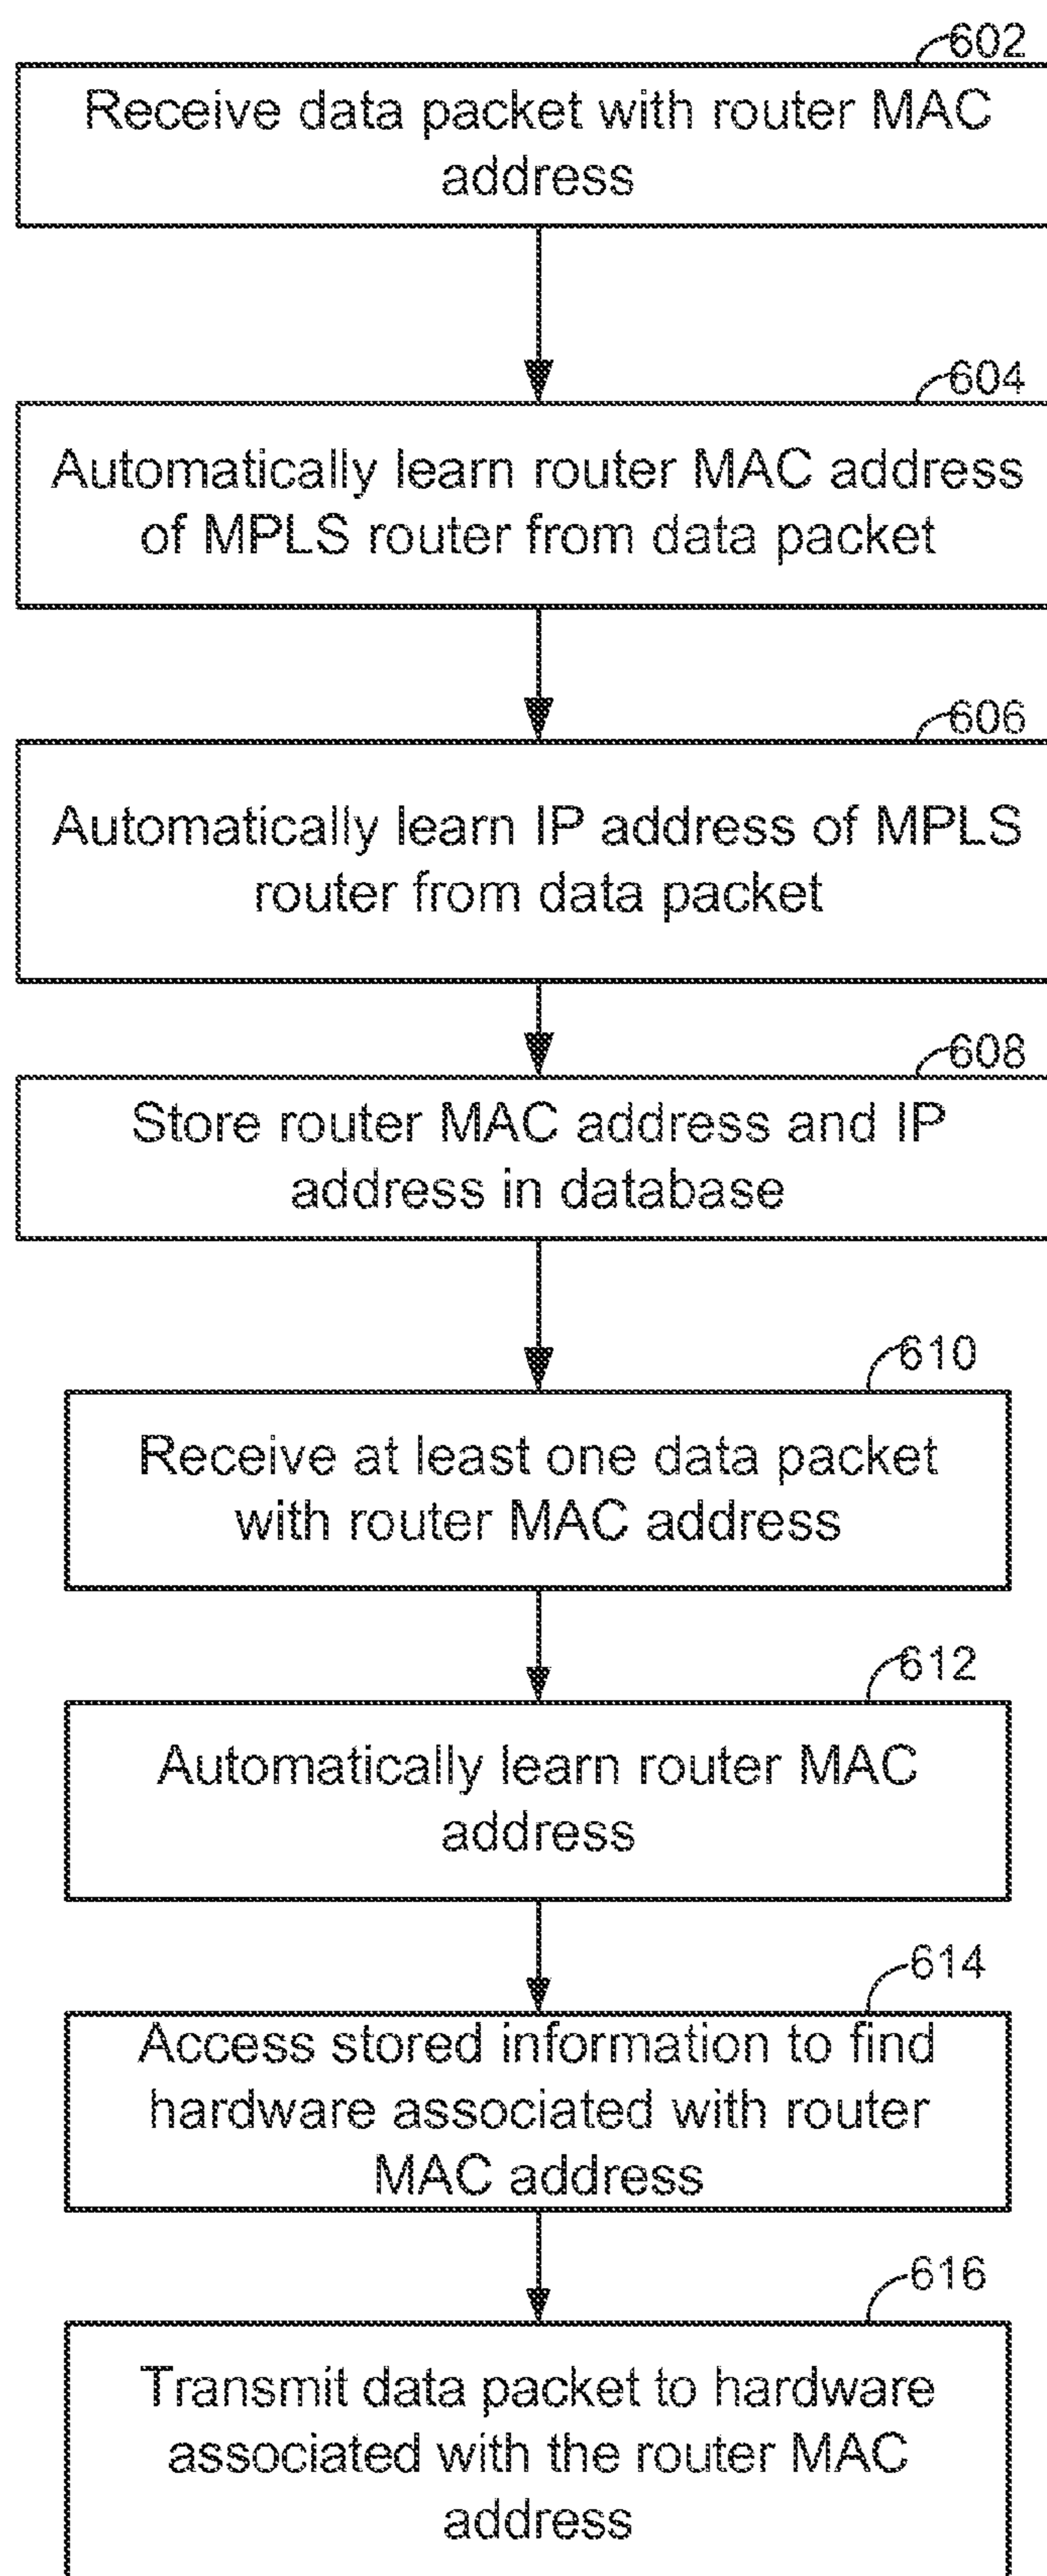 602
Receive data packet with router MAC
address
604
Automatically learn router MAC address
of MPLS router from data packet
606
Automatically learn IP address of MPLS
router from data packet
608
Store router MAC address and IP
address in database
610
Receive at least one data packet
with router MAC address
612
Automatically learn router MAC
address
614
Access stored information to find
hardware associated with router
MAC address
616
Transmit data packet to hardware
associated with the router MAC
address